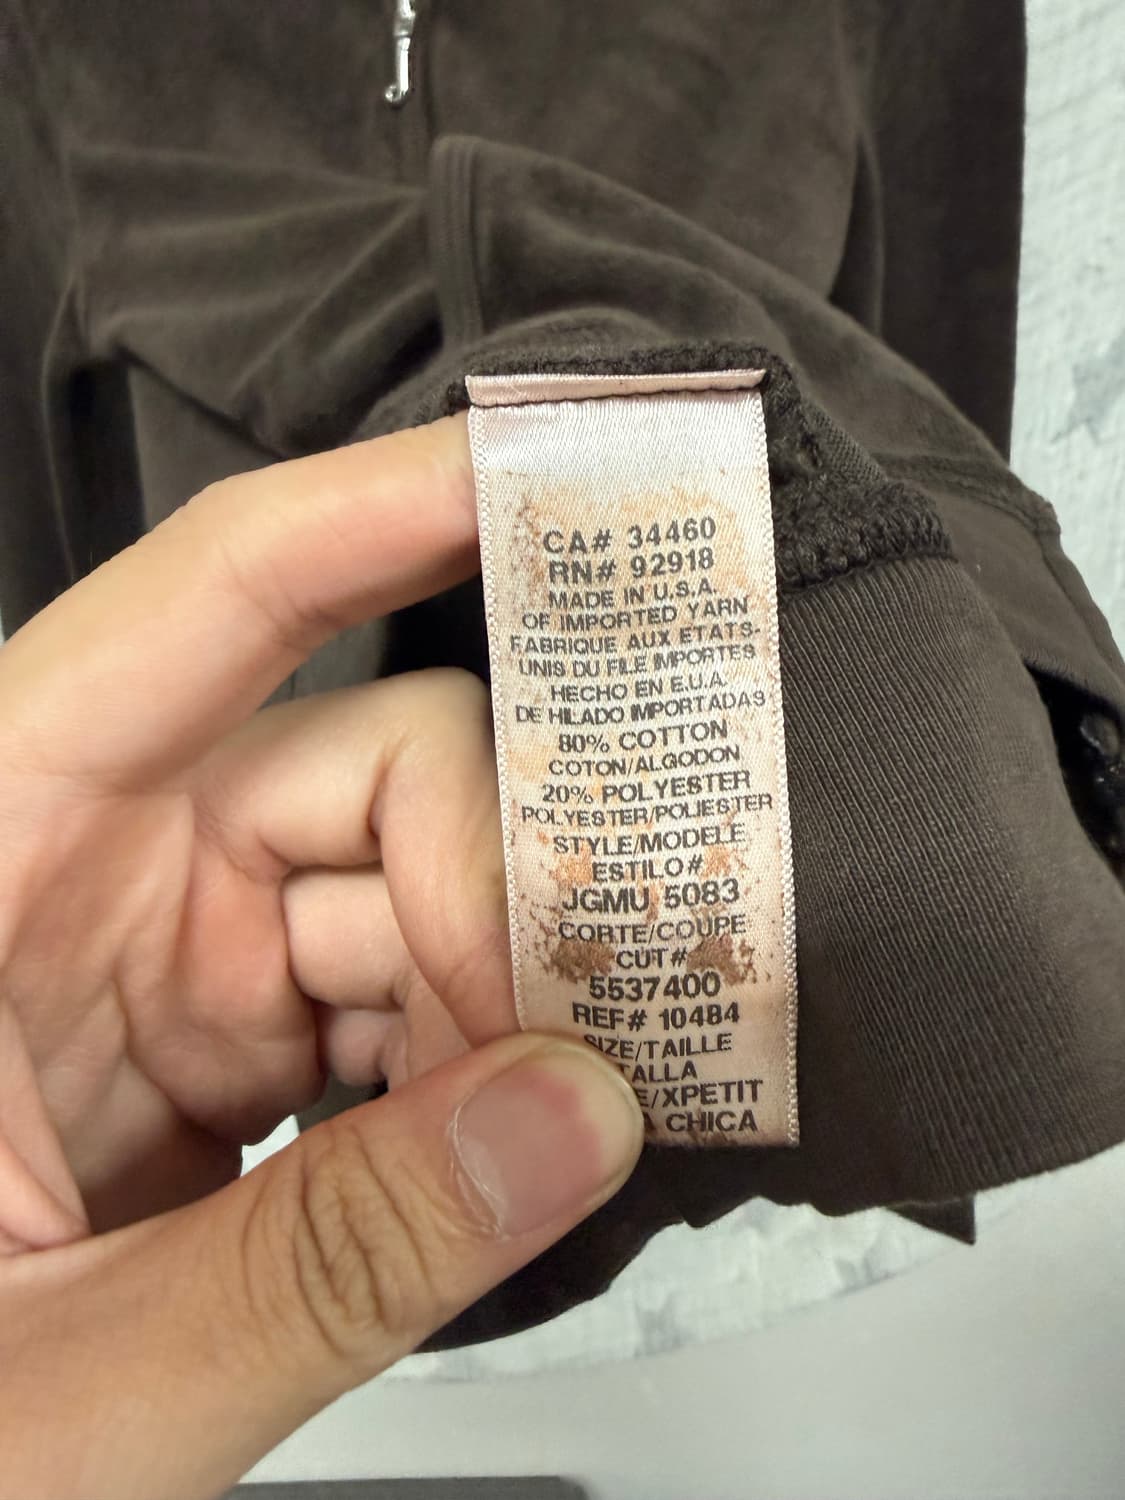 CA# 34460
RN# 92918
MADE IN U.S.A.
OF IMPORTED YARN
FABRIQUE AUX ETATS-
UNIS DU FILE IMPORTES
HECHO EN E.U.A.
DE HILADO IMPORTADAS
80% COTTON
COTON/ALGODON
20% POLYESTER
POLYESTER/POLIESTER
STYLE/MODELE
ESTILO#
JGMU 5083
CORTE/COUPE
CUT#
5537400
REF# 10484
SIZE/TAILLE
TALLA
E/XPETIT
A CHICA